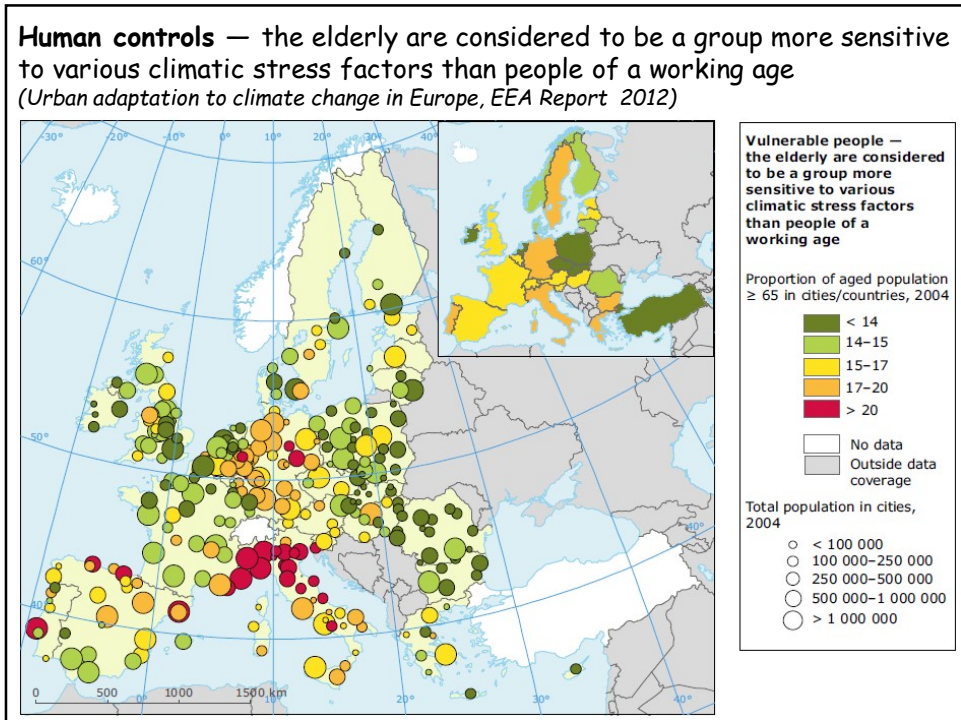 Human controls — the elderly are considered to be a group more sensitive
to various climatic stress factors than people of a working age
(Urban adaptation to climate change in Europe, EEA Report 2012)
-30°
-20°
-10°
0°
10°
20°
30°
40°
60°
50°
40°
40°
0
500
1000
1500 km
0°
10°
20°
30°
40°
Vulnerable people —
the elderly are considered
to be a group more
sensitive to various
climatic stress factors
than people of a
working age
Proportion of aged population
≥ 65 in cities/countries, 2004
< 14
14–15
15–17
17–20
> 20
No data
Outside data
coverage
Total population in cities,
2004
< 100 000
100 000–250 000
250 000–500 000
500 000–1 000 000
> 1 000 000